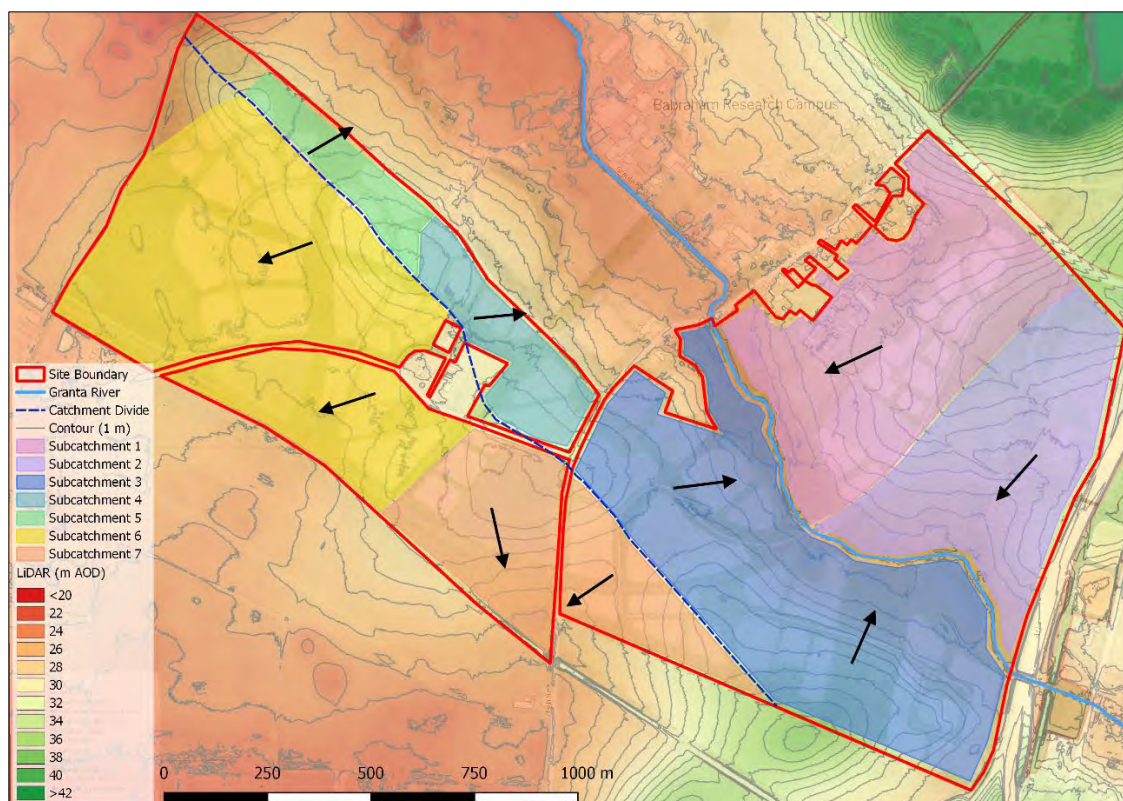 Babraham Research Campus
Site Boundary
Granta River
Catchment Divide
Contour (1 m)
Subcatchment 1
Subcatchment 2
Subcatchment 3
Subcatchment 4
Subcatchment 5
Subcatchment 6
Subcatchment 7
LiDAR (m AOD)
<20
22
24
26
28
30
32
34
36
38
40
>42
0 250 500 750 1000 m